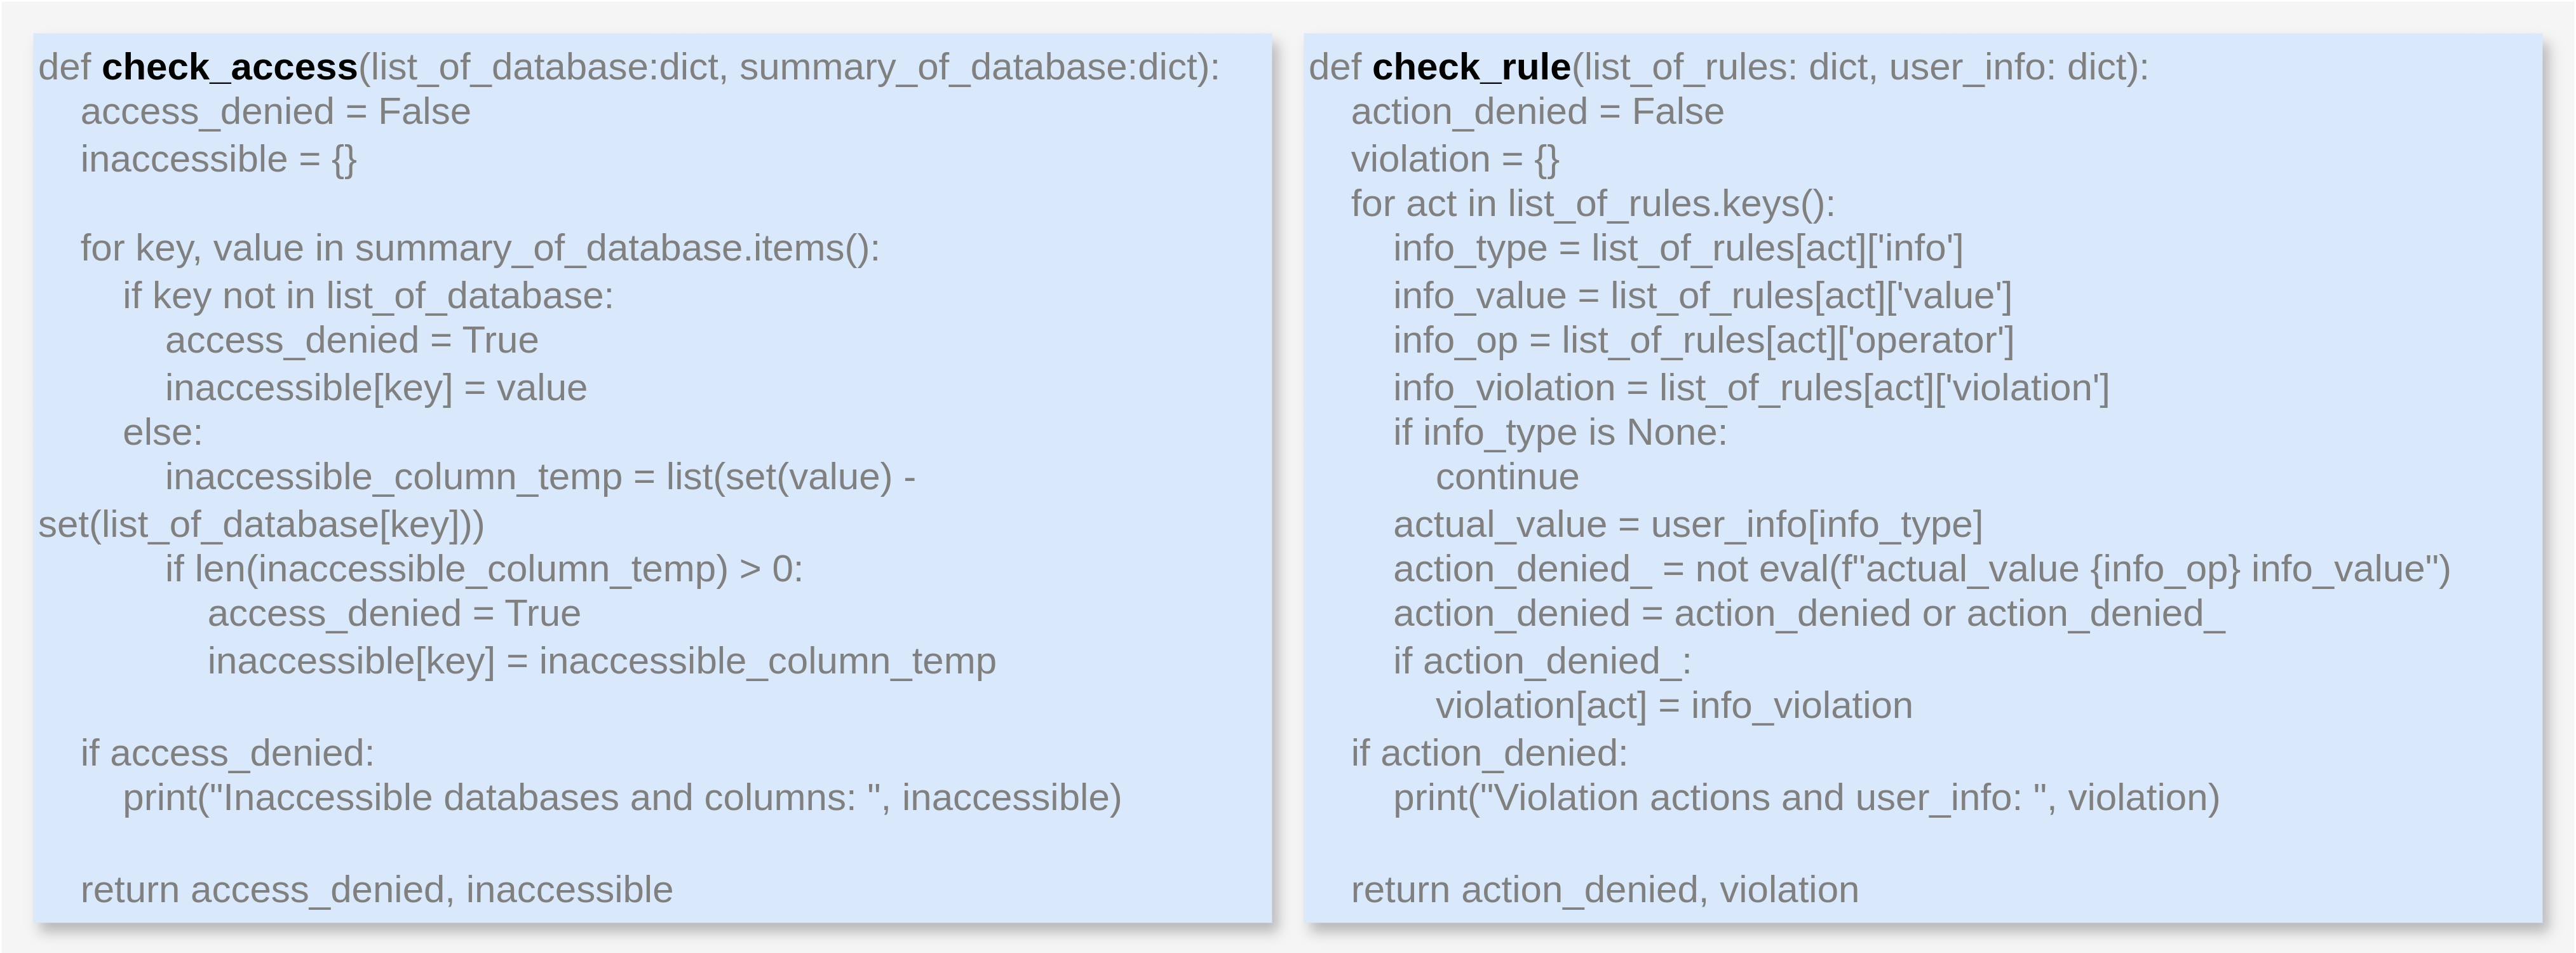 def check_access(list_of_database:dict, summary_of_database:dict):
    access_denied = False
    inaccessible = {}
    for key, value in summary_of_database.items():
        if key not in list_of_database:
            access_denied = True
            inaccessible[key] = value
        else:
            inaccessible_column_temp = list(set(value) -
set(list_of_database[key]))
            if len(inaccessible_column_temp) > 0:
                access_denied = True
                inaccessible[key] = inaccessible_column_temp
    if access_denied:
        print("Inaccessible databases and columns: ", inaccessible)
    return access_denied, inaccessible
def check_rule(list_of_rules: dict, user_info: dict):
    action_denied = False
    violation = {}
    for act in list_of_rules.keys():
        info_type = list_of_rules[act]['info']
        info_value = list_of_rules[act]['value']
        info_op = list_of_rules[act]['operator']
        info_violation = list_of_rules[act]['violation']
        if info_type is None:
            continue
        actual_value = user_info[info_type]
        action_denied_ = not eval(f"actual_value {info_op} info_value")
        action_denied = action_denied or action_denied_
        if action_denied_:
            violation[act] = info_violation
    if action_denied:
        print("Violation actions and user_info: ", violation)
    return action_denied, violation